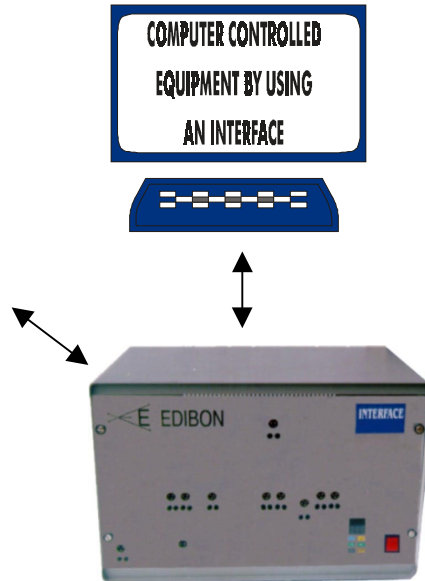 COMPUTER CONTROLLED
EQUIPMENT BY USING
AN INTERFACE
EDIBON
INTERFACE